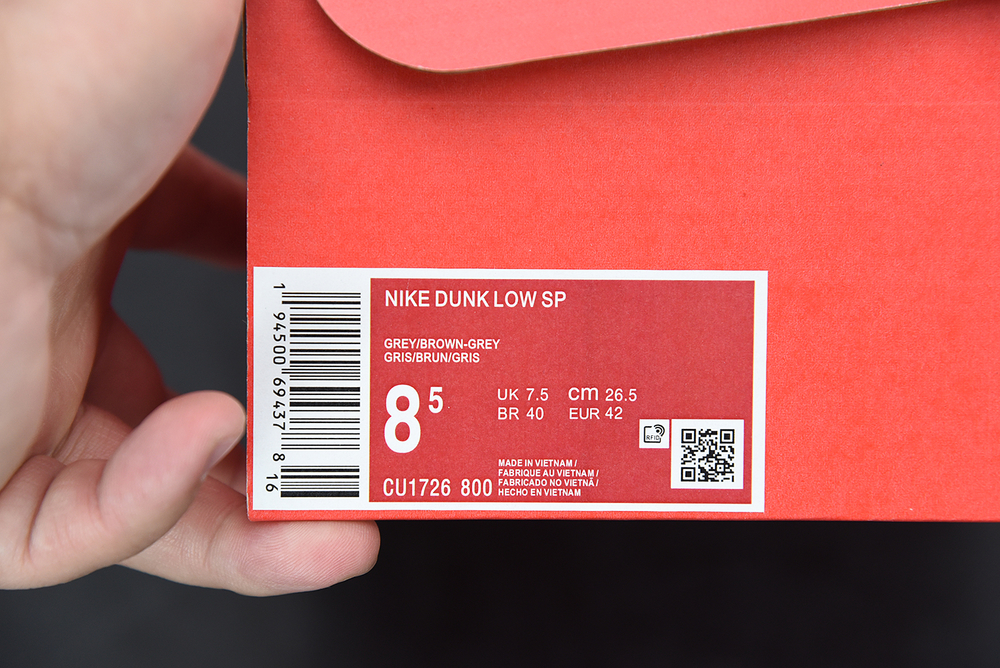 NIKE DUNK LOW SP
GREY/BROWN-GREY
GRIS/BRUN/GRIS
8 5
UK 7.5 cm 26.5
BR 40 EUR 42
RFID
MADE IN VIETNAM /
FABRIQUE AU VIETNAM /
FABRICADO NO VIETNÃ /
HECHO EN VIETNAM
CU1726 800
1 94500 69437 8 16